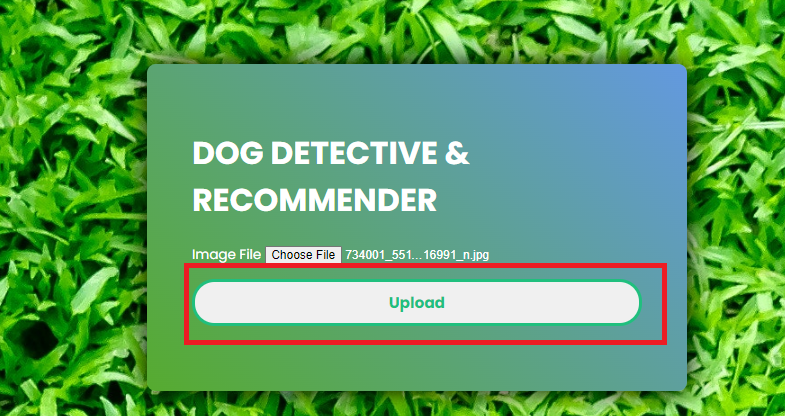 DOG DETECTIVE &
RECOMMENDER
Image File Choose File 734001_551...16991_n.jpg
Upload